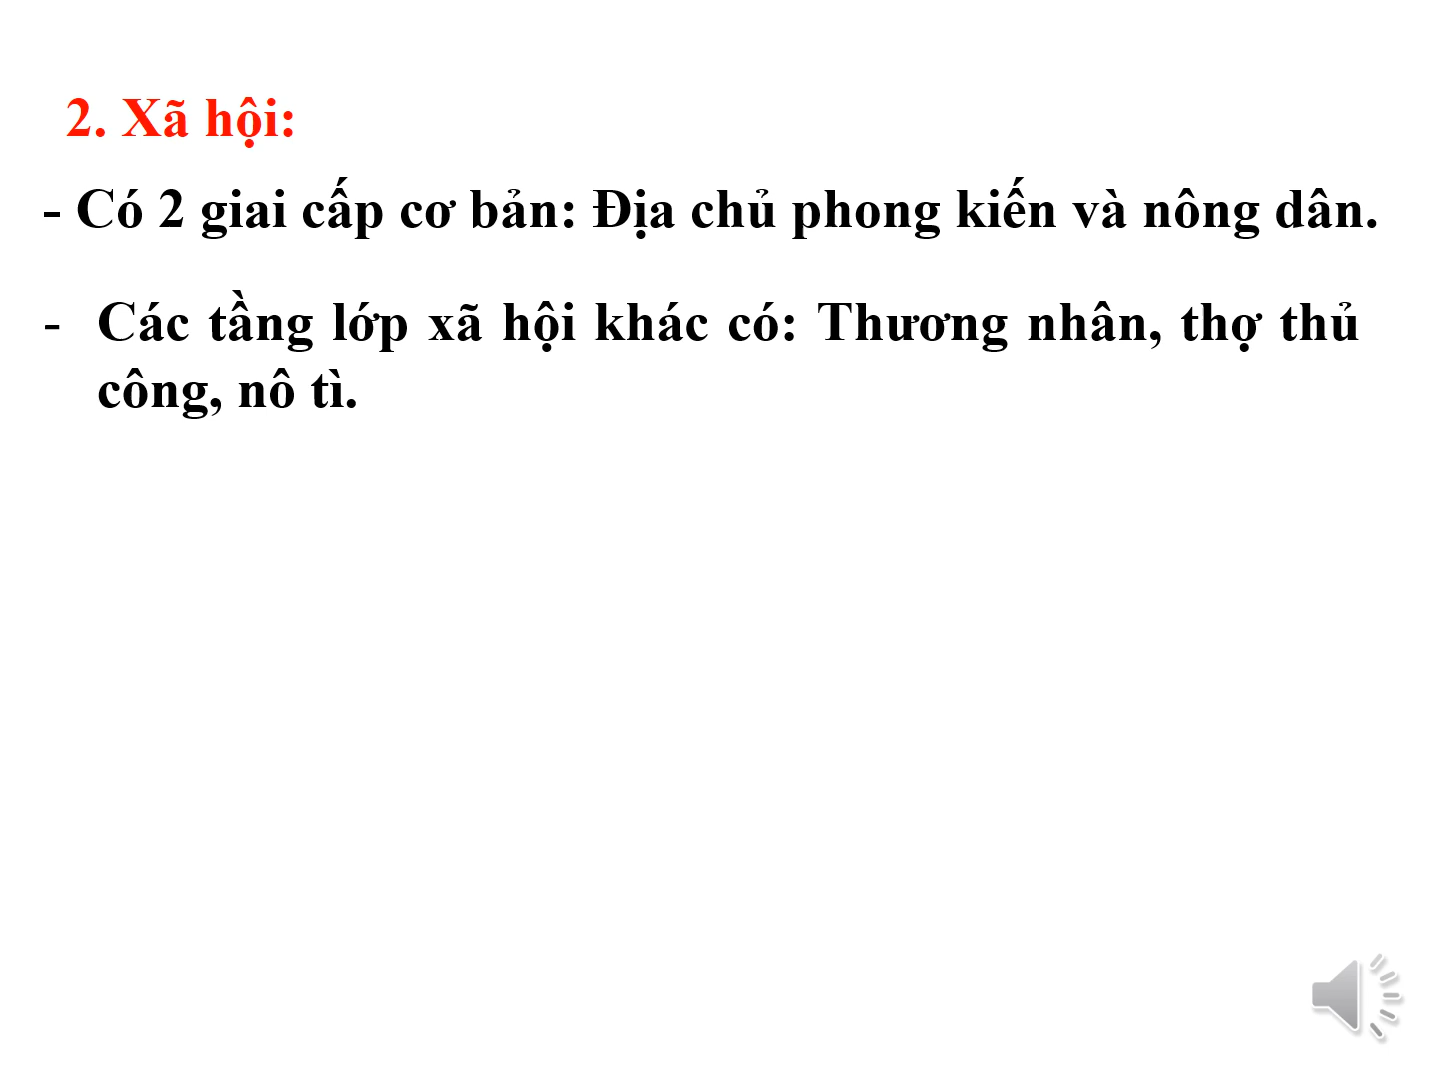 2. Xã hội:
- Có 2 giai cấp cơ bản: Địa chủ phong kiến và nông dân.
- Các tầng lớp xã hội khác có: Thương nhân, thợ thủ
công, nô tì.